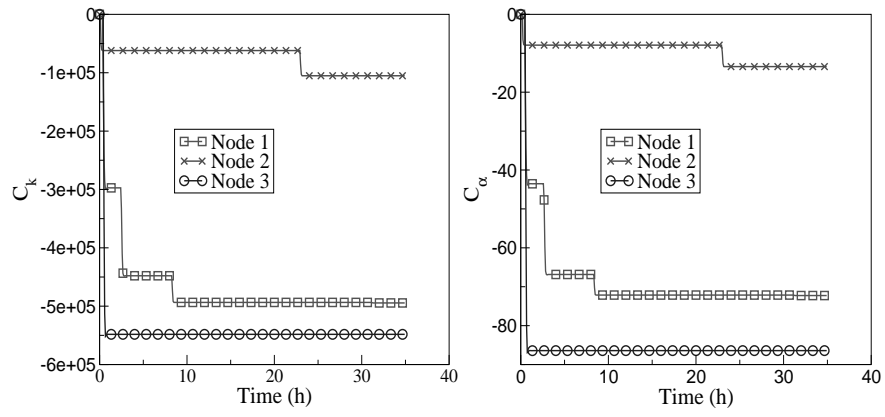 0
-1e+05
-2e+05
-3e+05
-4e+05
-5e+05
-6e+05
C_k
0 10 20 30 40
Time (h)
Node 1
Node 2
Node 3
0
-20
-40
-60
-80
C_α
0 10 20 30 40
Time (h)
Node 1
Node 2
Node 3